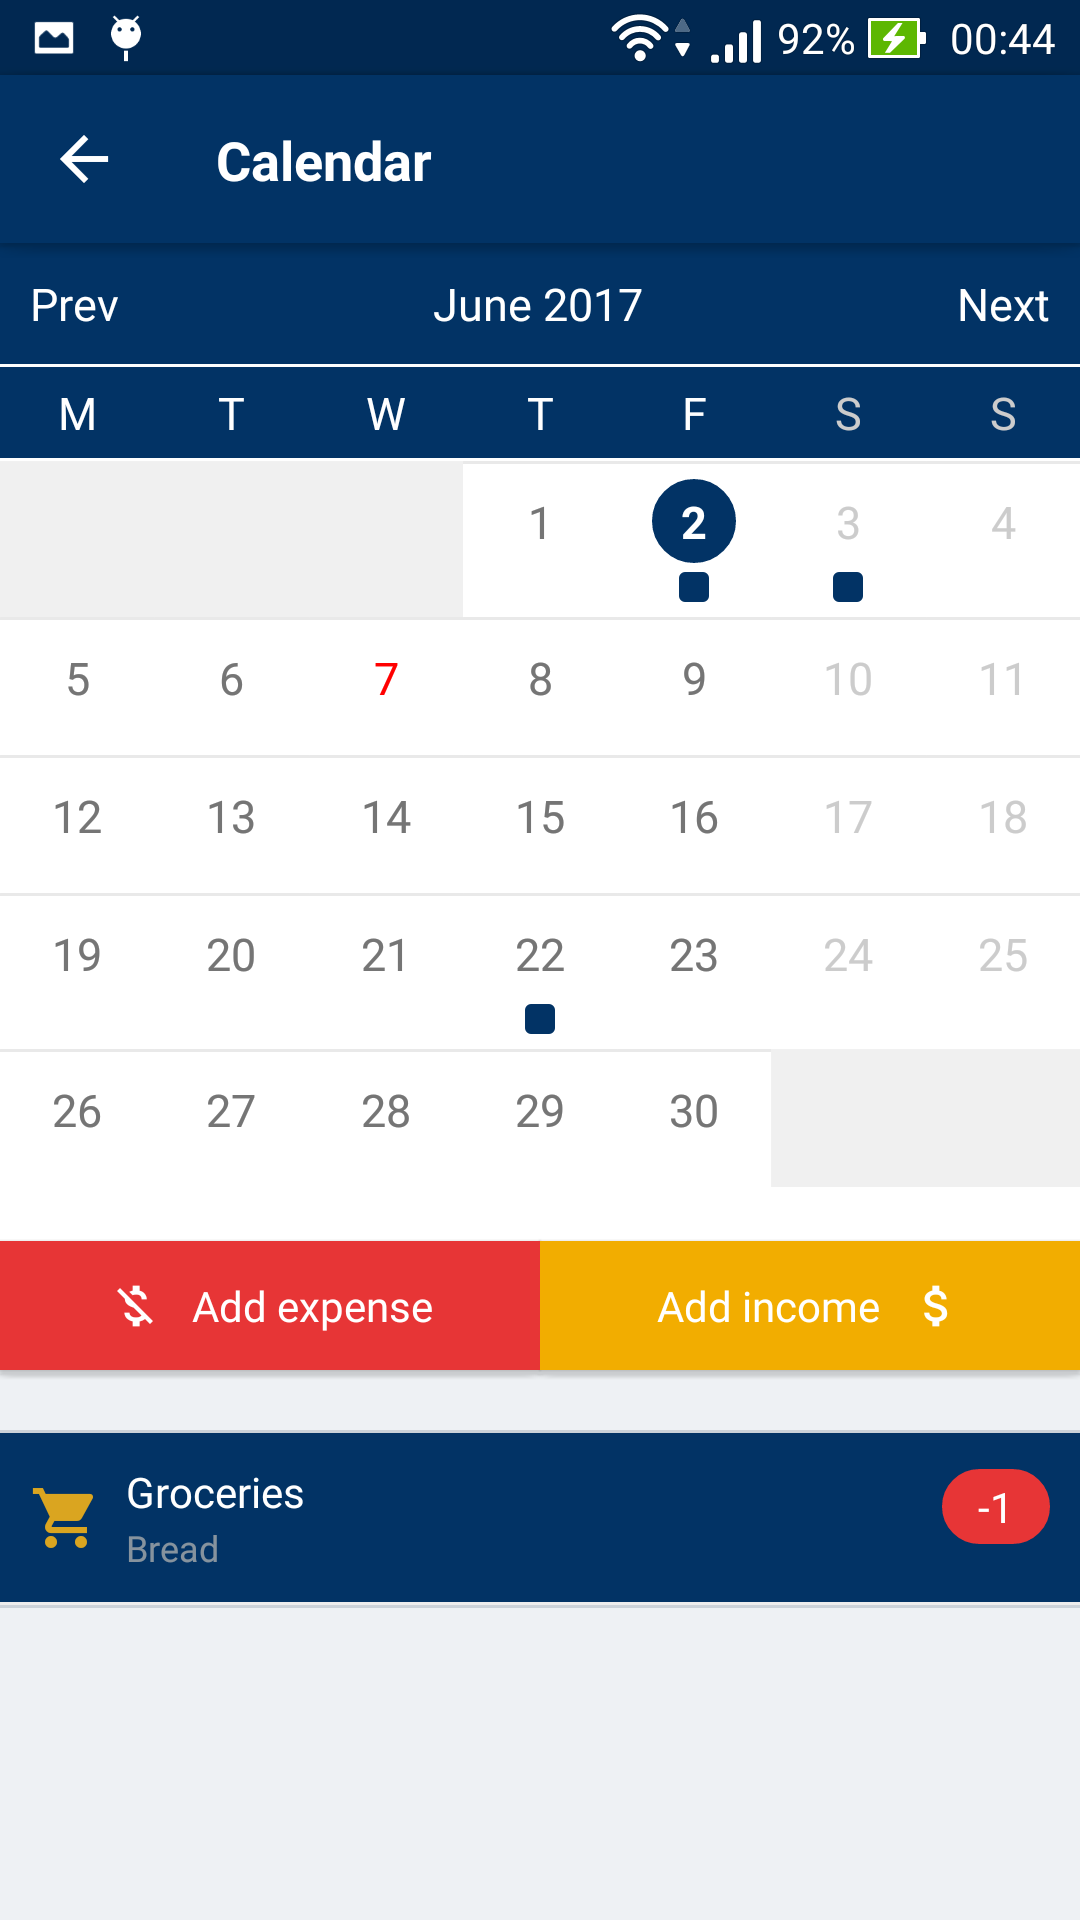 92% 00:44
Calendar
Prev June 2017 Next
M T W T F S S
1 2 3 4
5 6 7 8 9 10 11
12 13 14 15 16 17 18
19 20 21 22 23 24 25
26 27 28 29 30
Add expense Add income $
Groceries -1
Bread